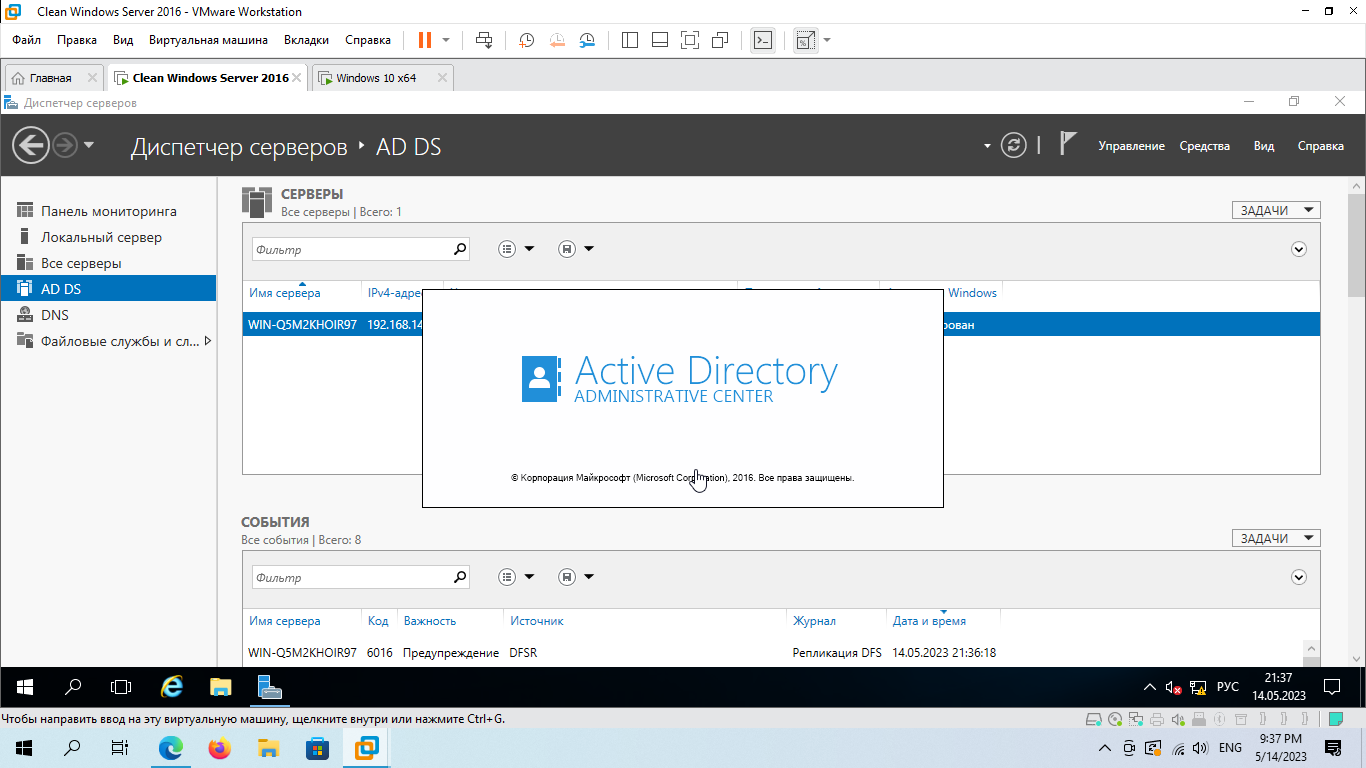 Clean Windows Server 2016 - VMware Workstation
Файл Правка Вид Виртуальная машина Вкладки Справка
Главная Clean Windows Server 2016 Windows 10 x64
Диспетчер серверов
Диспетчер серверов AD DS Управление Средства Вид Справка
Панель мониторинга
Локальный сервер
Все серверы
AD DS
DNS
Файловые службы и сл...
СЕРВЕРЫ
Все серверы | Всего: 1
ЗАДАЧИ
Фильтр
Имя сервера IPv4-адре Windows
WIN-Q5M2KHOIR97 192.168.14
Active Directory
ADMINISTRATIVE CENTER
© Корпорация Майкрософт (Microsoft Corporation), 2016. Все права защищены.
СОБЫТИЯ
Все события | Всего: 8
ЗАДАЧИ
Фильтр
Имя сервера Код Важность Источник Журнал Дата и время
WIN-Q5M2KHOIR97 6016 Предупреждение DFSR Репликация DFS 14.05.2023 21:36:18
РУС 21:37
14.05.2023
Чтобы направить ввод на эту виртуальную машину, щелкните внутри или нажмите Ctrl+G.
ENG 9:37 PM
5/14/2023